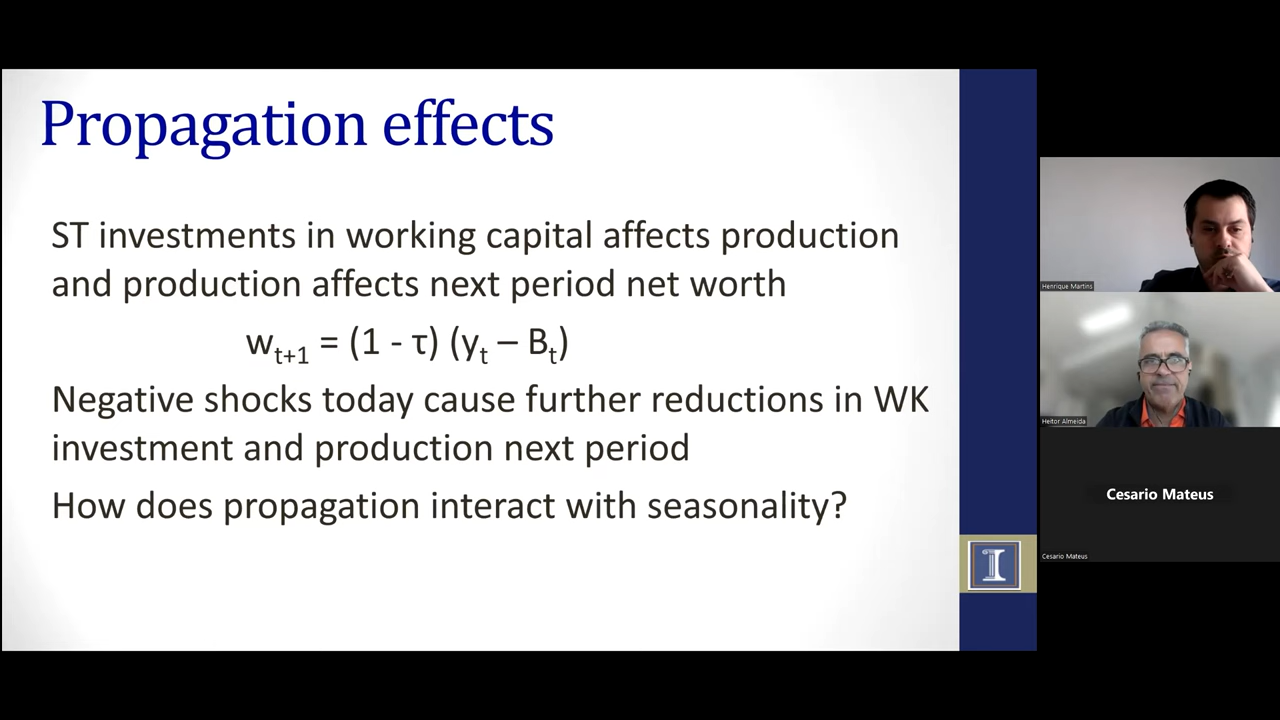 Propagation effects
ST investments in working capital affects production
and production affects next period net worth
wt+1 = (1 - τ) (yt – Bt)
Negative shocks today cause further reductions in WK
investment and production next period
How does propagation interact with seasonality?
I
Henrique Martins
Heitor Almeida
Cesario Mateus
Cesario Mateus